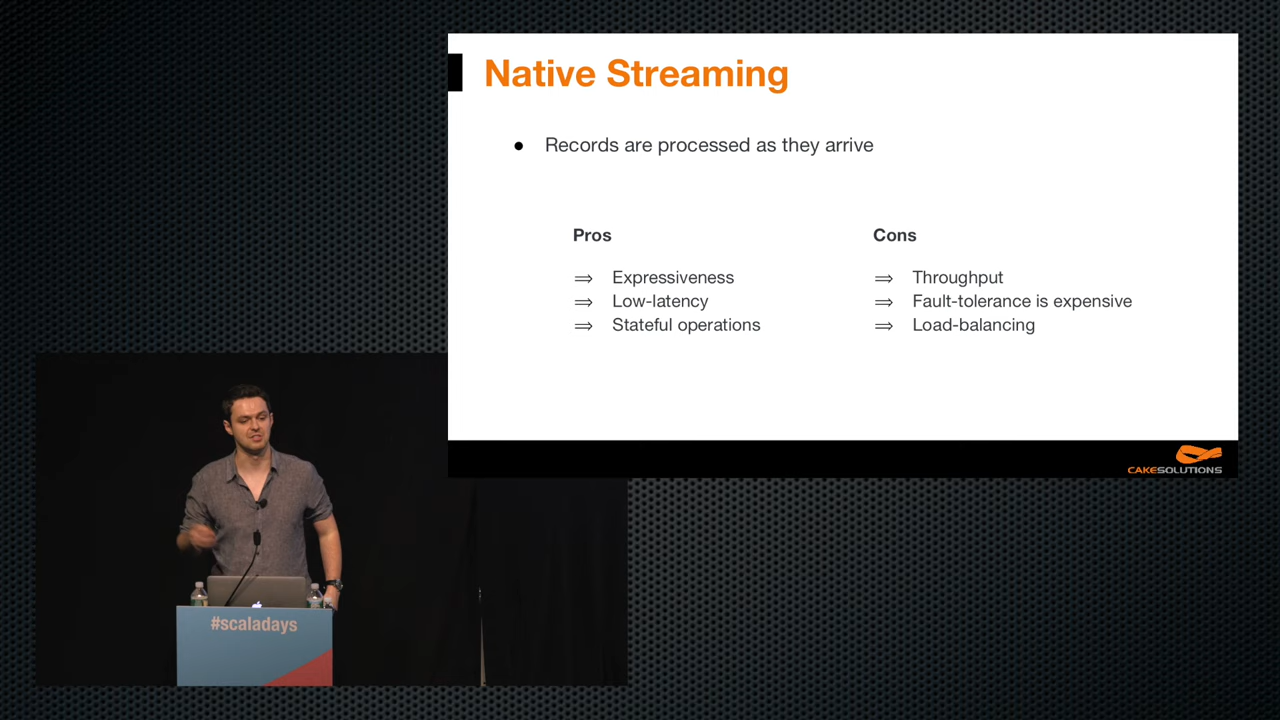 Native Streaming
● Records are processed as they arrive
Pros
⟹ Expressiveness
⟹ Low-latency
⟹ Stateful operations
Cons
⟹ Throughput
⟹ Fault-tolerance is expensive
⟹ Load-balancing
CAKESOLUTIONS
#scaladays